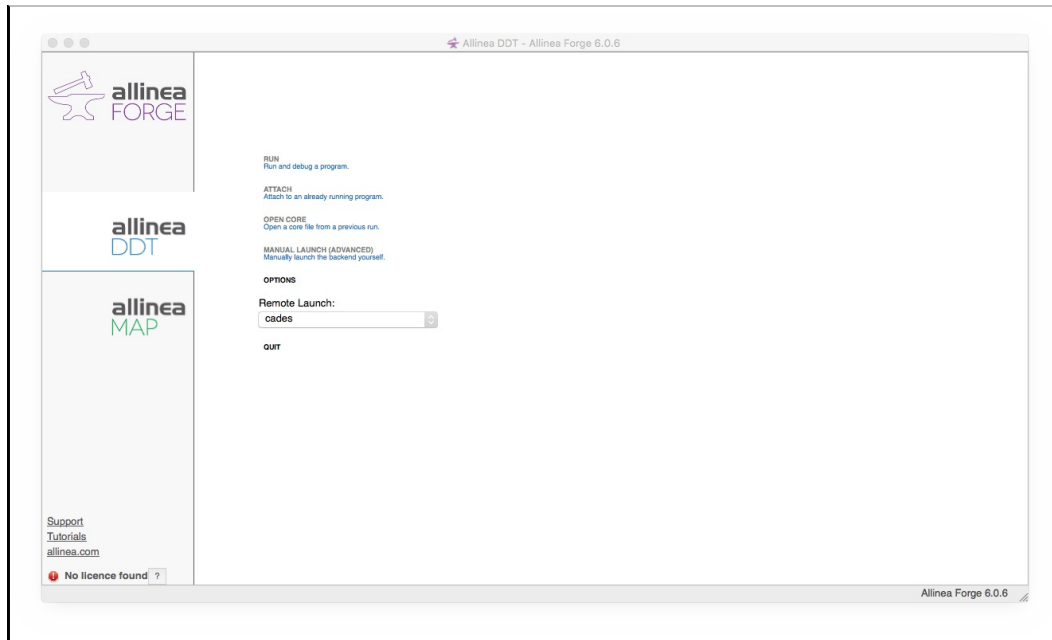 Allinea DDT - Allinea Forge 6.0.6
allinea
FORGE
allinea
DDT
allinea
MAP
RUN
Run and debug a program.
ATTACH
Attach to an already running program.
OPEN CORE
Open a core file from a previous run.
MANUAL LAUNCH (ADVANCED)
Manually launch the backend yourself.
OPTIONS
Remote Launch:
cades
QUIT
Support
Tutorials
allinea.com
No licence found ?
Allinea Forge 6.0.6